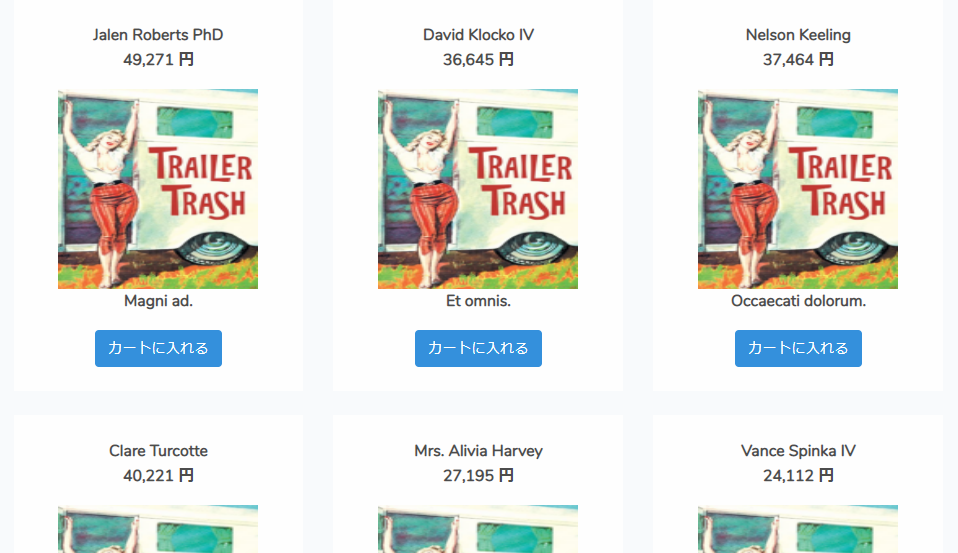 Jalen Roberts PhD
49,271 円
TRAILER
TRASH
Magni ad.
カートに入れる
David Klocko IV
36,645 円
TRAILER
TRASH
Et omnis.
カートに入れる
Nelson Keeling
37,464 円
TRAILER
TRASH
Occaecati dolorum.
カートに入れる
Clare Turcotte
40,221 円
Mrs. Alivia Harvey
27,195 円
Vance Spinka IV
24,112 円